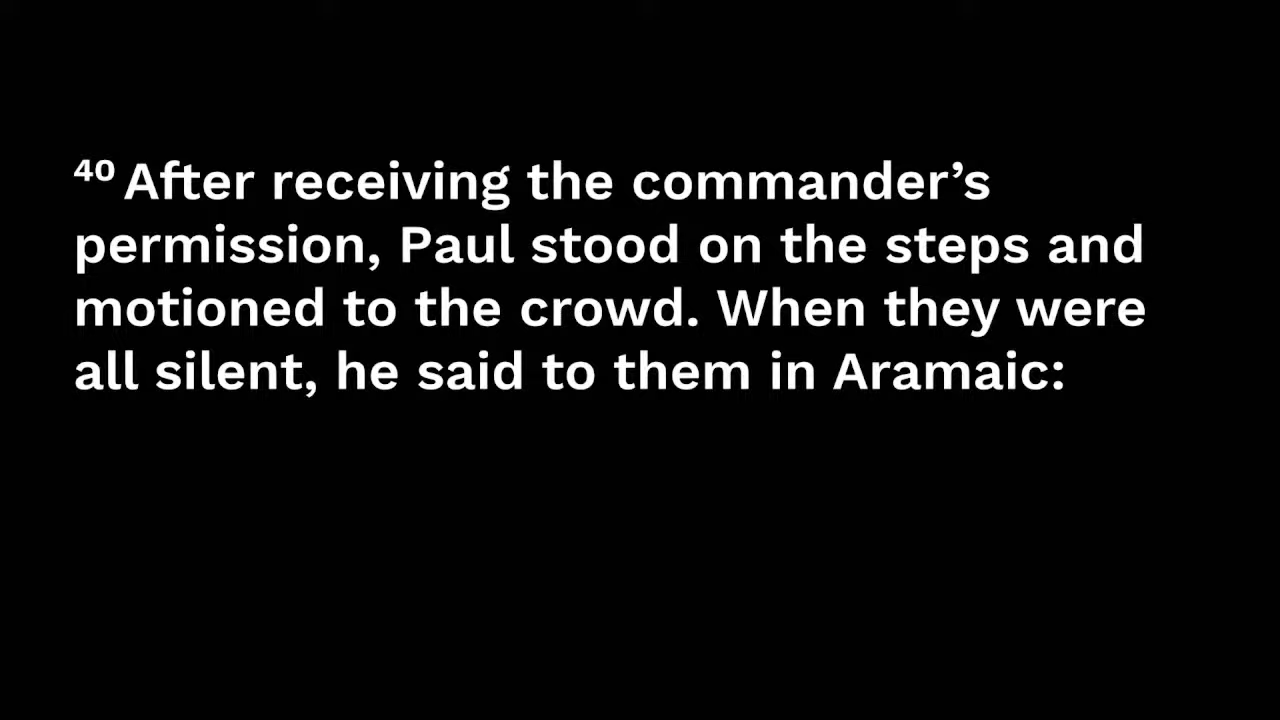 ⁴⁰ After receiving the commander’s
permission, Paul stood on the steps and
motioned to the crowd. When they were
all silent, he said to them in Aramaic: